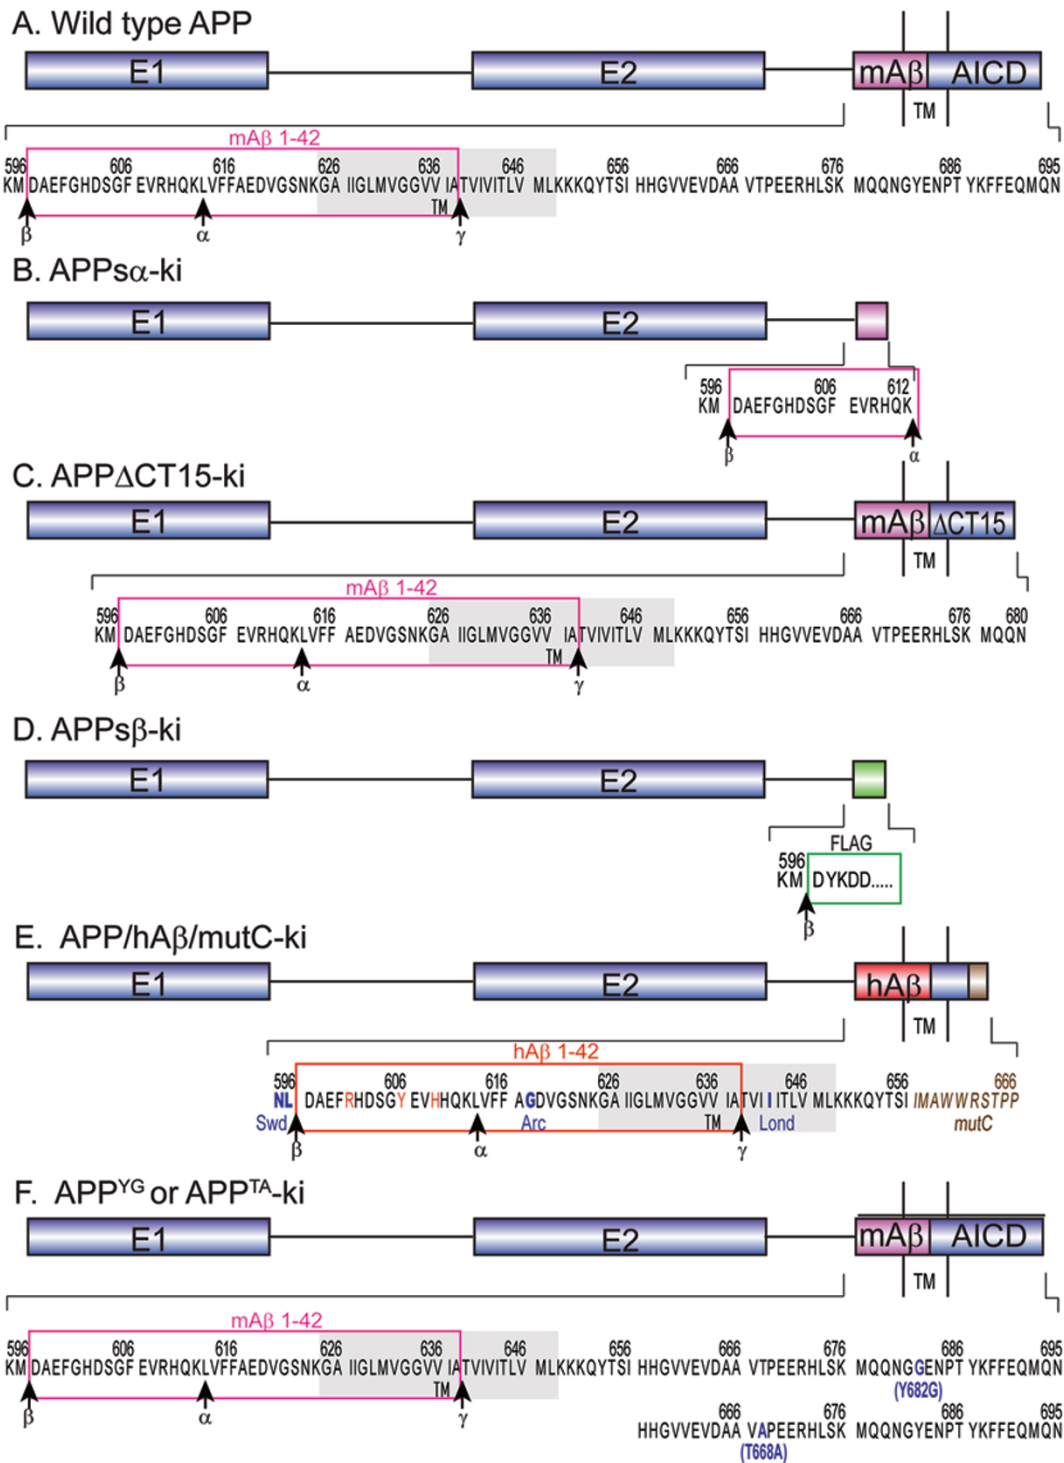 A. Wild type APP
E1 E2 mAβ AICD
TM
mAβ 1-42
596 606 616 626 636 646 656 666 676 686 695
KM DAEFGHDSGF EVRHQKLVFFAEDVGSNKGA IIGLMVGGVV IATVIVITLV MLKKKQYTSI HHGVVEVDAA VTPEERHLSK MQQNGYENPT YKFFEQMQN
TM
β α γ
B. APPsα-ki
E1 E2
596 606 612
KM DAEFGHDSGF EVRHQK
β α
C. APPΔCT15-ki
E1 E2 mAβ ΔCT15
TM
mAβ 1-42
596 606 616 626 636 646 656 666 676 680
KM DAEFGHDSGF EVRHQKLVFF AEDVGSNKGA IIGLMVGGVV IATVIVITLV MLKKKQYTSI HHGVVEVDAA VTPEERHLSK MQQN
TM
β α γ
D. APPsβ-ki
E1 E2
FLAG
596
KM DYKDD.....
β
E. APP/hAβ/mutC-ki
E1 E2 hAβ
TM
hAβ 1-42
596 606 616 626 636 646 656 666
NL DAEFRHDSGY EVHHQKLVFF AGDVGSNKGA IIGLMVGGVV IATVIIITLV MLKKKQYTSI IMAWWRSTPP
Swd Arc TM Lond mutC
β α γ
F. APPYG or APPTA-ki
E1 E2 mAβ AICD
TM
mAβ 1-42
596 606 616 626 636 646 656 666 676 686 695
KM DAEFGHDSGF EVRHQKLVFFAEDVGSNKGA IIGLMVGGVV IATVIVITLV MLKKKQYTSI HHGVVEVDAA VTPEERHLSK MQQNGGENPT YKFFEQMQN
TM (Y682G)
β α γ
666 676 686 695
HHGVVEVDAA VAPEERHLSK MQQNGYENPT YKFFEQMQN
(T668A)